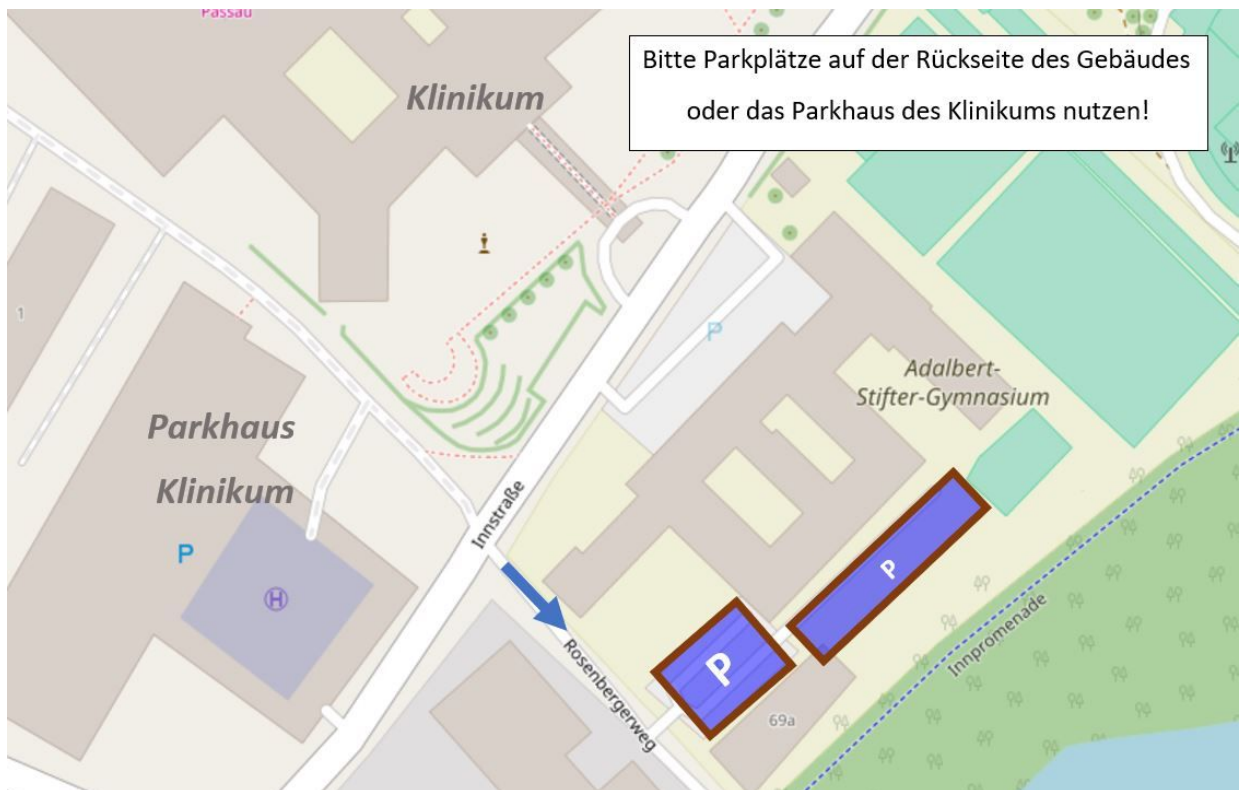 Passau
Bitte Parkplätze auf der Rückseite des Gebäudes
oder das Parkhaus des Klinikums nutzen!
Klinikum
1
P
Adalbert-
Stifter-Gymnasium
Parkhaus
Klinikum
Innstraße
P
H
P
P
Rosenbergerweg
Innpromenade
69a